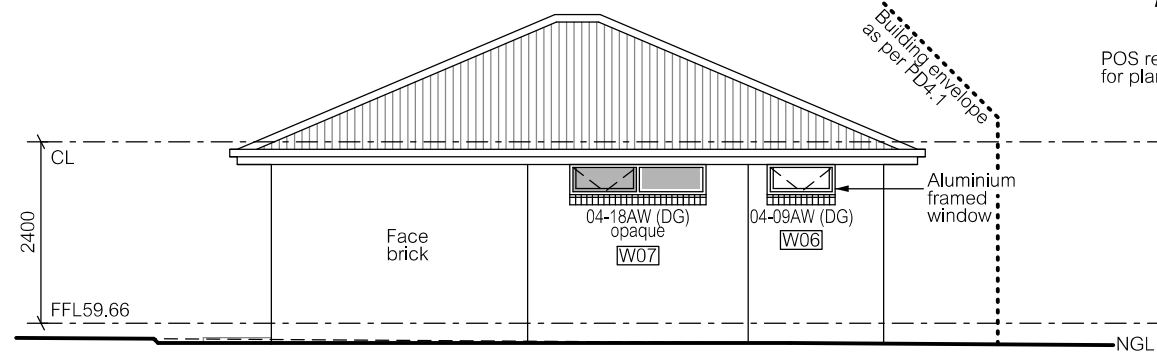 Building envelope
as per PD4.1
POS re
for plan
CL
2400
FFL59.66
Face
brick
04-18AW (DG)
opaque
W07
04-09AW (DG)
W06
Aluminium
framed
window
NGL